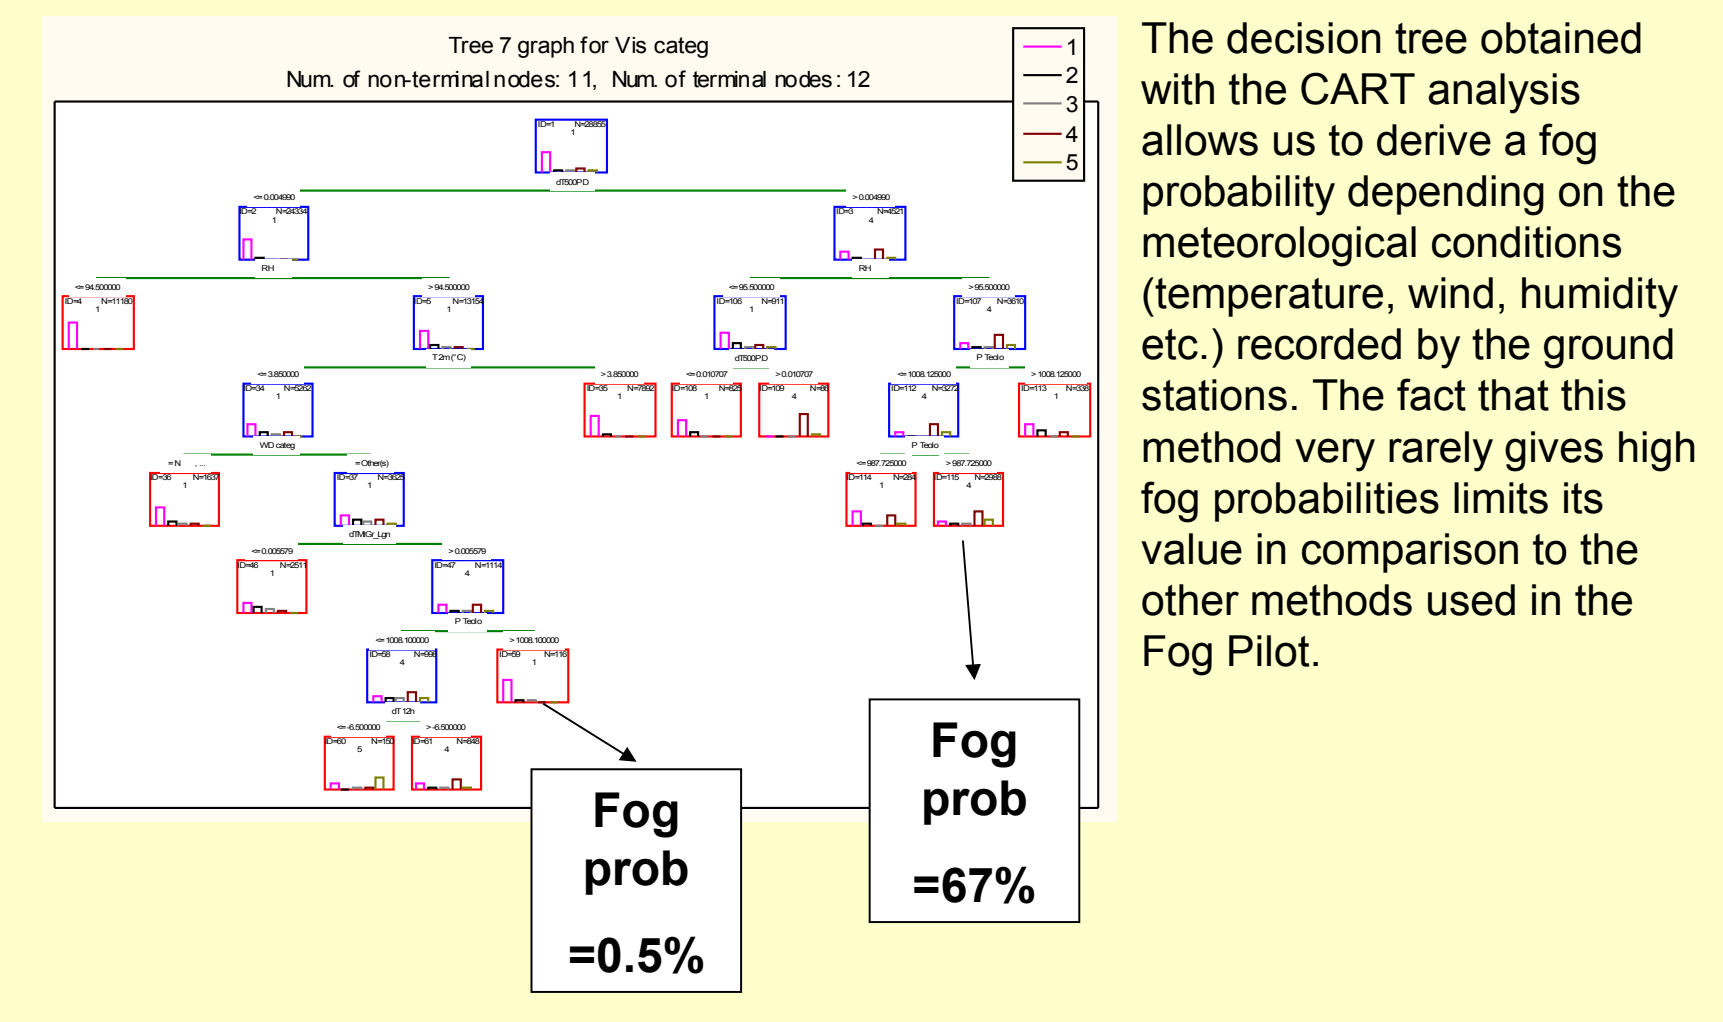 Tree 7 graph for Vis categ
Num. of non-terminal nodes: 11, Num. of terminal nodes: 12
1
2
3
4
5
ID=1 N=28855
1
dT500PD
<= 0.004990
> 0.004990
ID=2 N=24334
1
RH
ID=3 N=4521
4
RH
<= 94.500000
> 94.500000
<= 95.500000
> 95.500000
ID=4 N=11180
1
ID=5 N=13154
1
T 2m (°C)
ID=106 N=911
1
dT500PD
ID=107 N=3610
4
P Teolo
<= 3.850000
> 3.850000
<= 0.010707
> 0.010707
<= 1008.125000
> 1008.125000
ID=34 N=5262
1
WD categ
ID=35 N=7892
1
ID=108 N=825
1
ID=109 N=86
4
ID=112 N=3272
4
P Teolo
ID=113 N=338
1
= N , ...
= Other(s)
<= 987.725000
> 987.725000
ID=36 N=1637
1
ID=37 N=3625
1
dTMtGr_Lgn
ID=114 N=284
1
ID=115 N=2988
4
<= 0.005579
> 0.005579
ID=46 N=2511
1
ID=47 N=1114
4
P Teolo
<= 1008.100000
> 1008.100000
ID=58 N=998
4
dT 12h
ID=59 N=116
1
<= -6.500000
> -6.500000
ID=60 N=150
5
ID=61 N=848
4
Fog
prob
=0.5%
Fog
prob
=67%
The decision tree obtained
with the CART analysis
allows us to derive a fog
probability depending on the
meteorological conditions
(temperature, wind, humidity
etc.) recorded by the ground
stations. The fact that this
method very rarely gives high
fog probabilities limits its
value in comparison to the
other methods used in the
Fog Pilot.